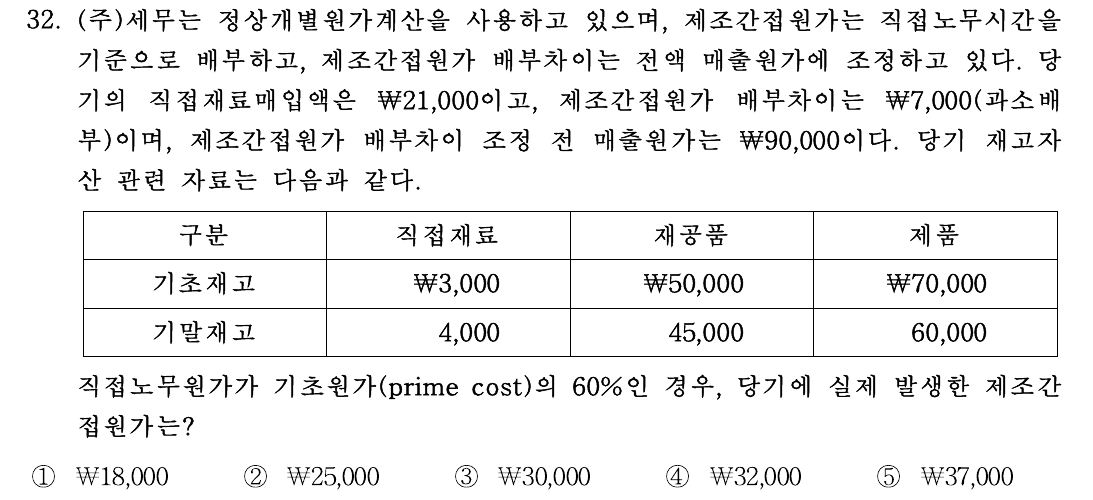 32. (주)세무는 정상개별원가계산을 사용하고 있으며, 제조간접원가는 직접노무시간을
기준으로 배부하고, 제조간접원가 배부차이는 전액 매출원가에 조정하고 있다. 당
기의 직접재료매입액은 ₩21,000이고, 제조간접원가 배부차이는 ₩7,000(과소배
부)이며, 제조간접원가 배부차이 조정 전 매출원가는 ₩90,000이다. 당기 재고자
산 관련 자료는 다음과 같다.
구분 직접재료 재공품 제품
기초재고 ₩3,000 ₩50,000 ₩70,000
기말재고 4,000 45,000 60,000
직접노무원가가 기초원가(prime cost)의 60%인 경우, 당기에 실제 발생한 제조간
접원가는?
① ₩18,000 ② ₩25,000 ③ ₩30,000 ④ ₩32,000 ⑤ ₩37,000